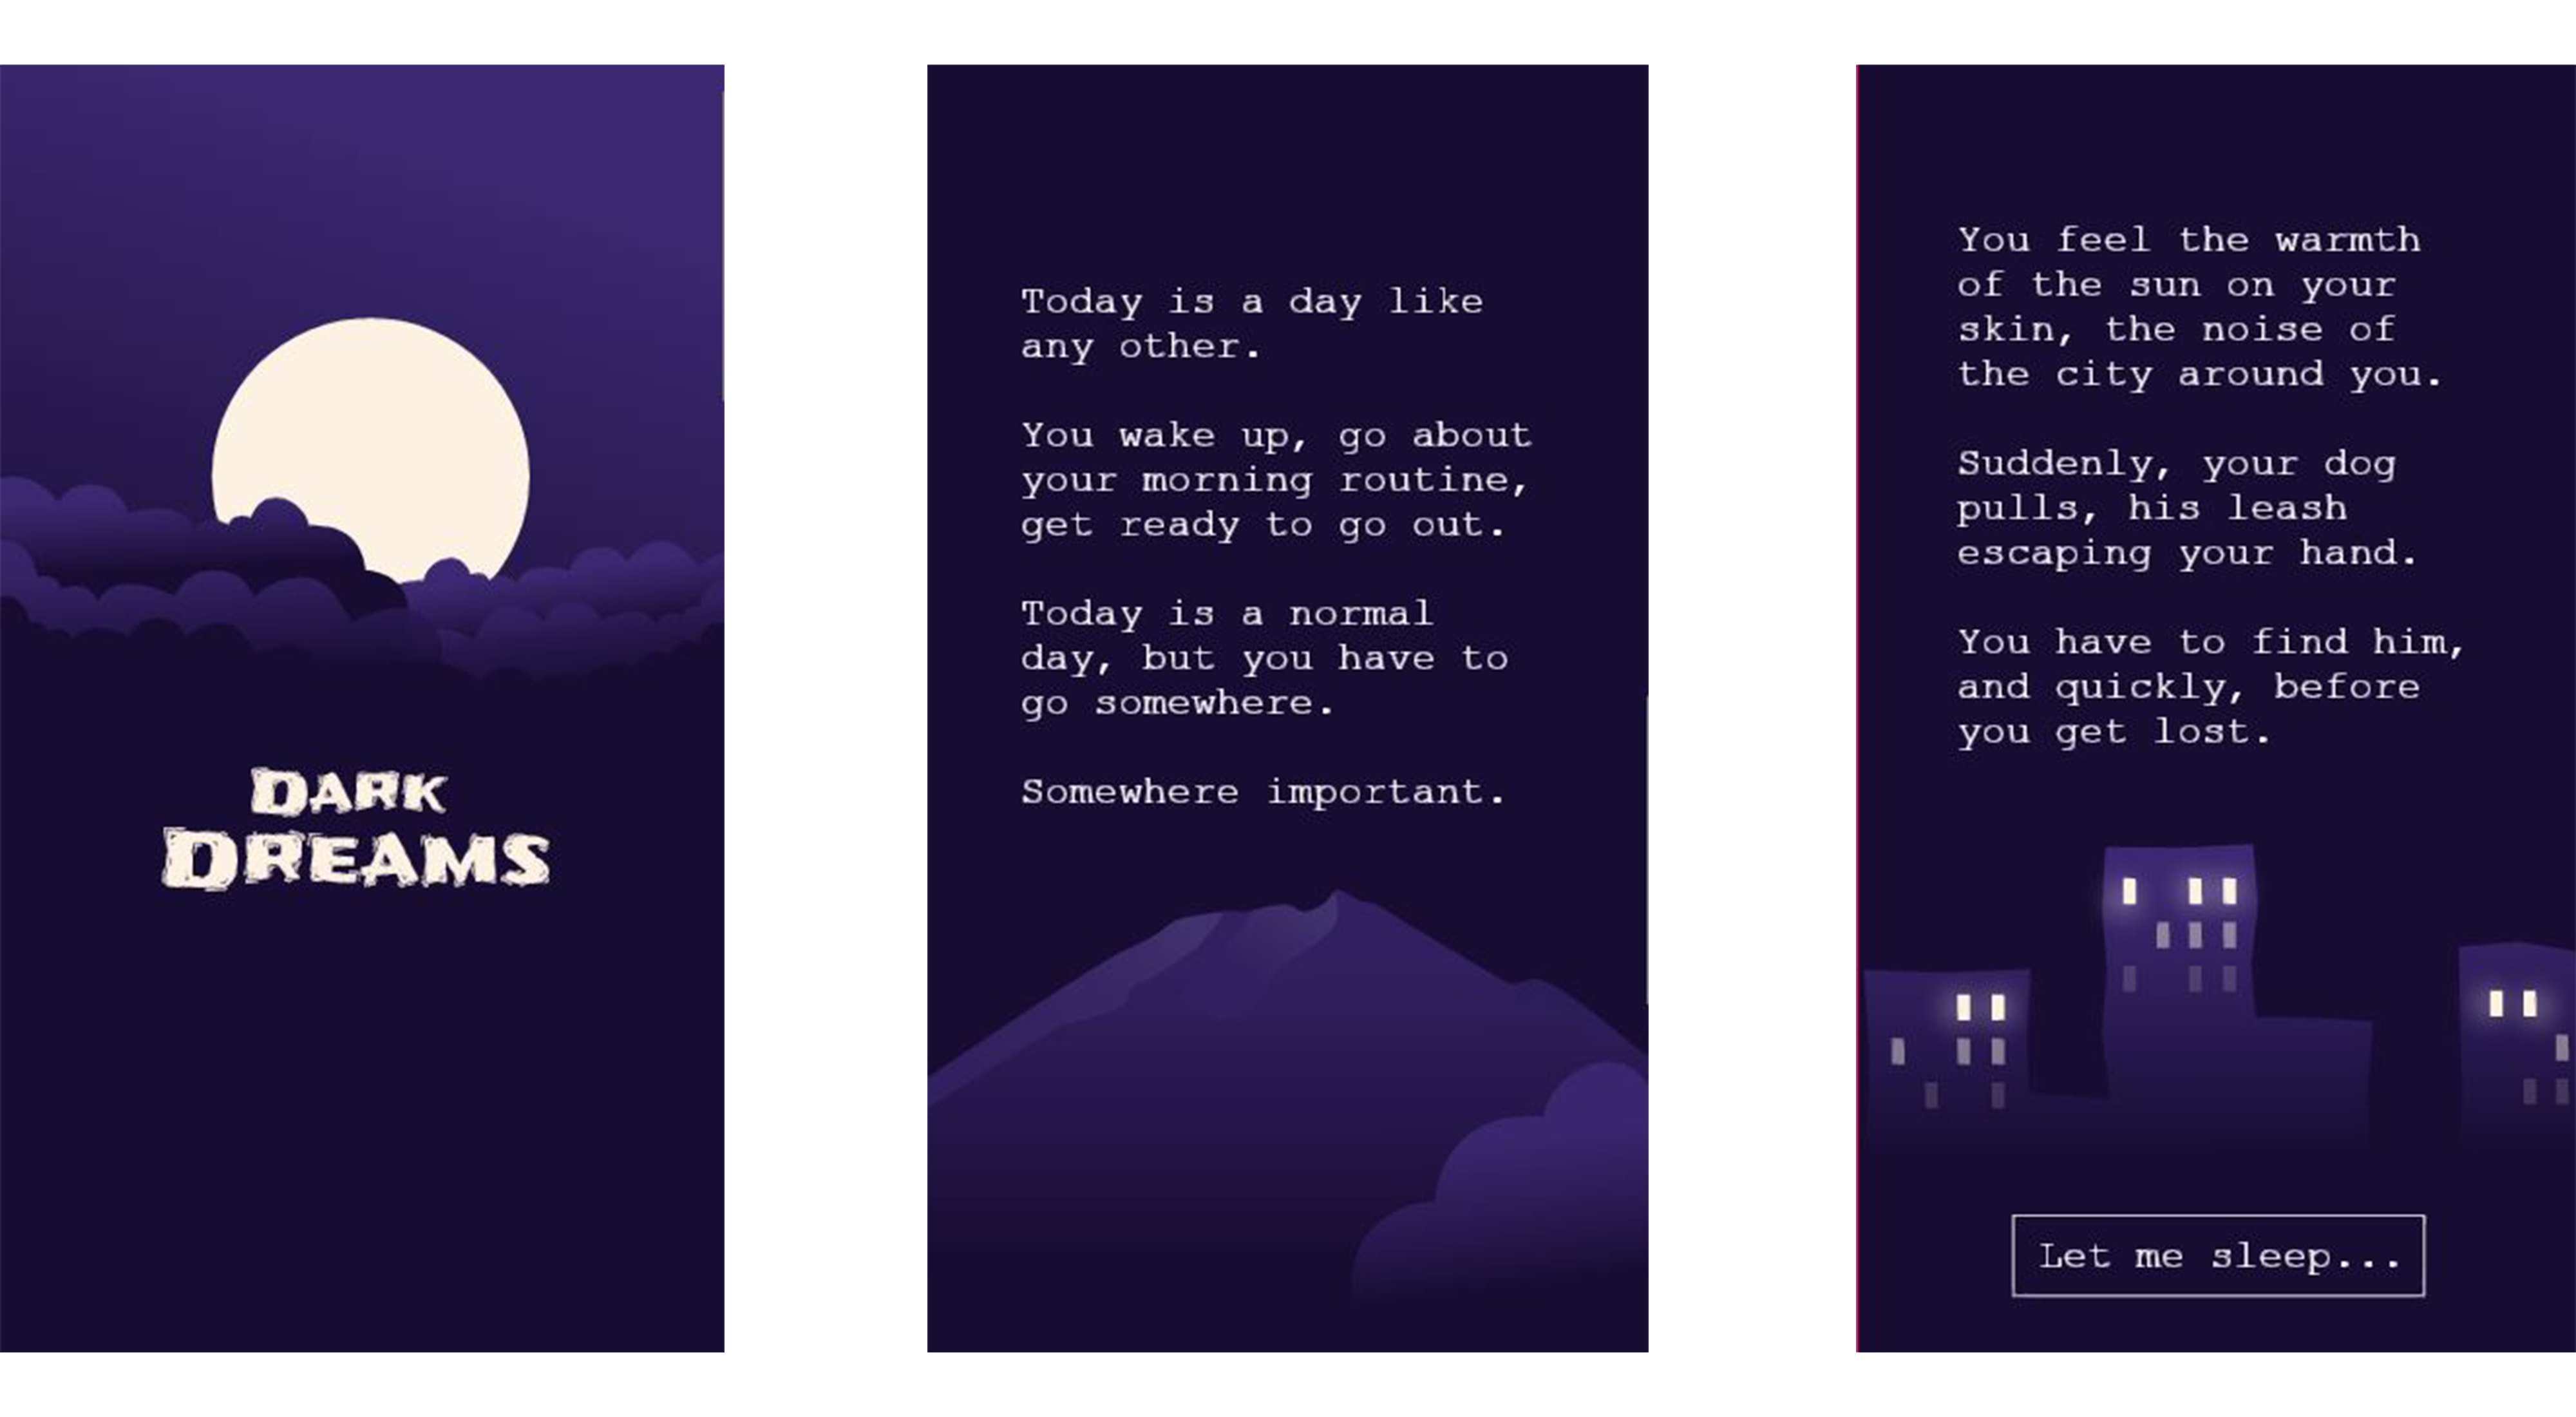 DARK
DREAMS
Today is a day like
any other.
You wake up, go about
your morning routine,
get ready to go out.
Today is a normal
day, but you have to
go somewhere.
Somewhere important.
You feel the warmth
of the sun on your
skin, the noise of
the city around you.
Suddenly, your dog
pulls, his leash
escaping your hand.
You have to find him,
and quickly, before
you get lost.
Let me sleep...